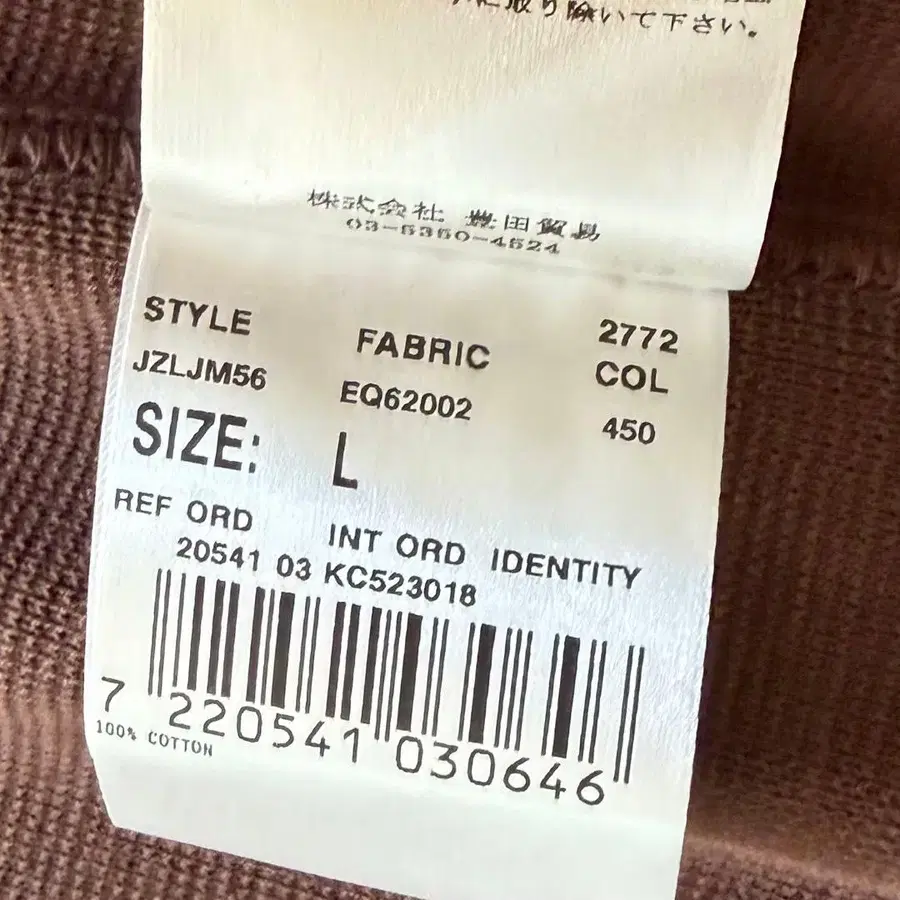 に取り除いて下さい。
株式会社 豊田貿易
03-5350-4524
2772
STYLE FABRIC COL
JZLJM56 EQ62002 450
SIZE: L
REF ORD INT ORD IDENTITY
20541 03 KC523018
7 220541 030646
100% COTTON